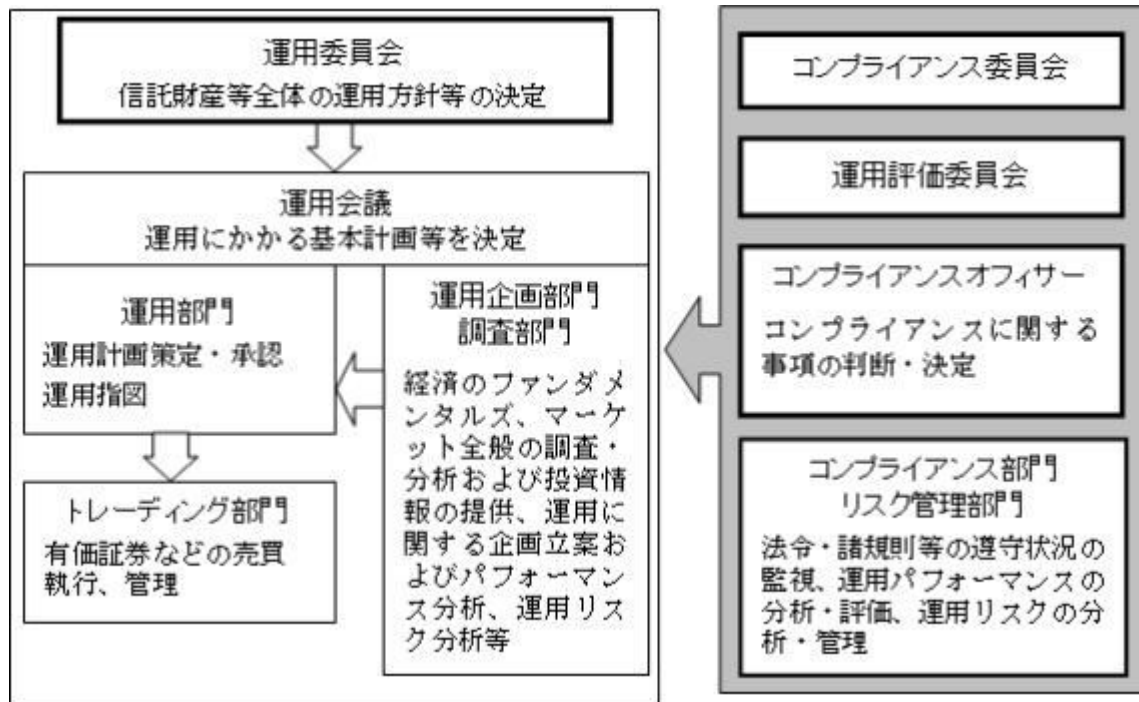 運用委員会
信託財産等全体の運用方針等の決定
運用会議
運用にかかる基本計画等を決定
運用部門
運用計画策定・承認
運用指図
トレーディング部門
有価証券などの売買
執行、管理
運用企画部門
調査部門
経済のファンダメ
ンタルズ、マーケ
ット全般の調査・
分析および投資情
報の提供、運用に
関する企画立案お
よびパフォーマン
ス分析、運用リス
ク分析等
コンプライアンス委員会
運用評価委員会
コンプライアンスオフィサー
コンプライアンスに関する
事項の判断・決定
コンプライアンス部門
リスク管理部門
法令・諸規則等の遵守状況の
監視、運用パフォーマンスの
分析・評価、運用リスクの分
析・管理